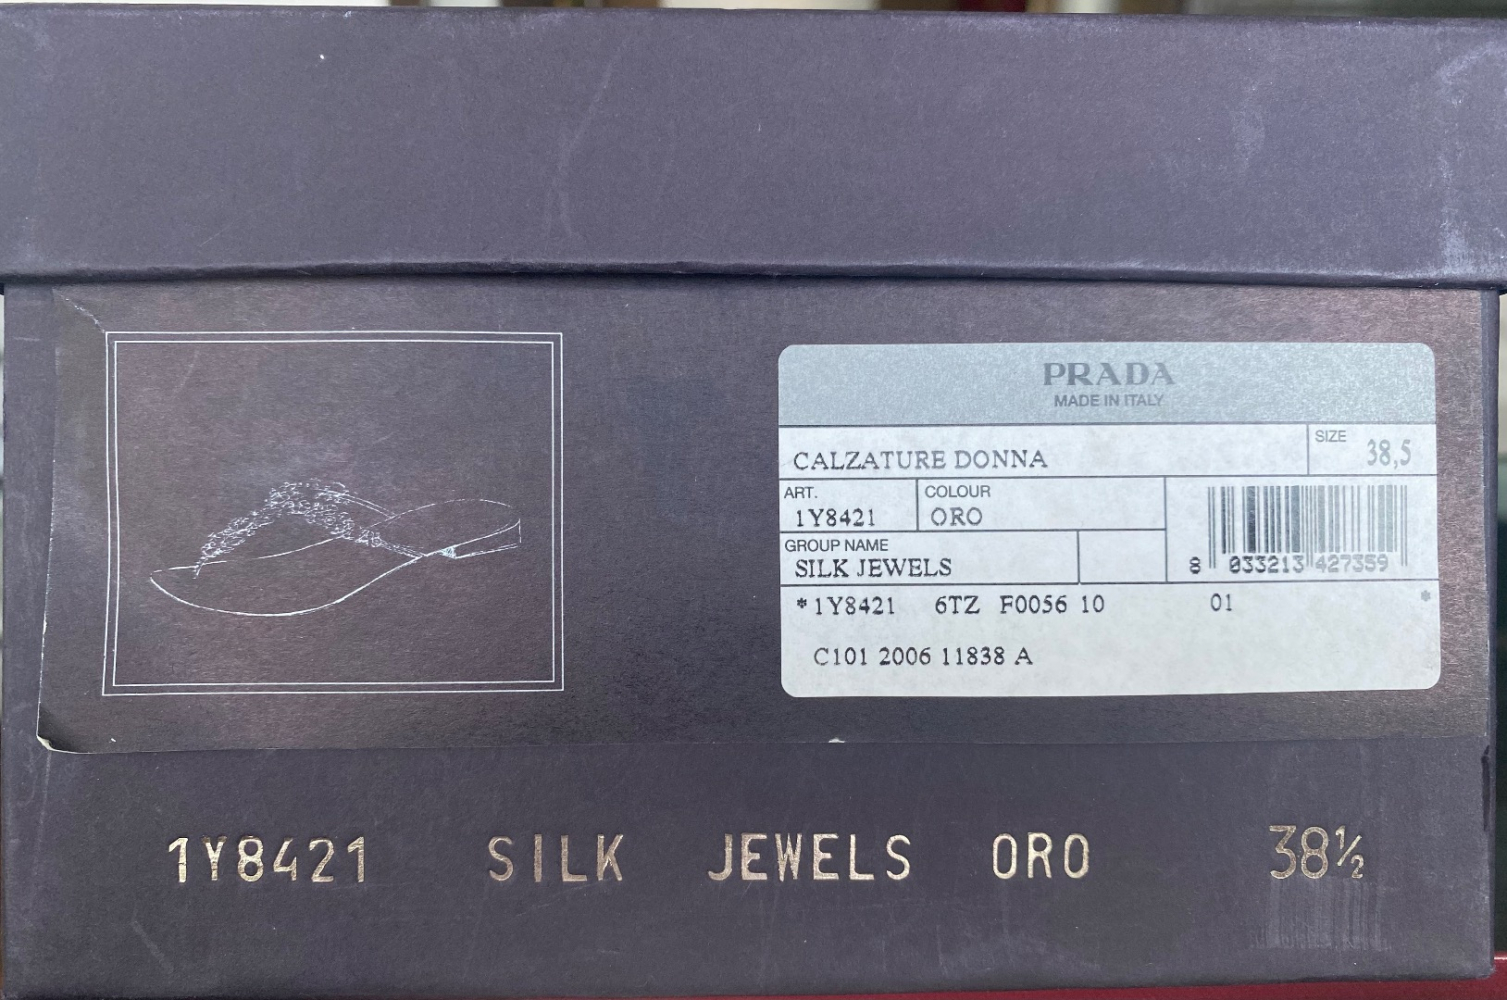 PRADA
MADE IN ITALY
CALZATURE DONNA
SIZE 38,5
ART. 1Y8421
COLOUR ORO
GROUP NAME
SILK JEWELS
8 033213 427359
*1Y8421 6TZ F0056 10 01 *
C101 2006 11838 A
1Y8421 SILK JEWELS ORO 38½